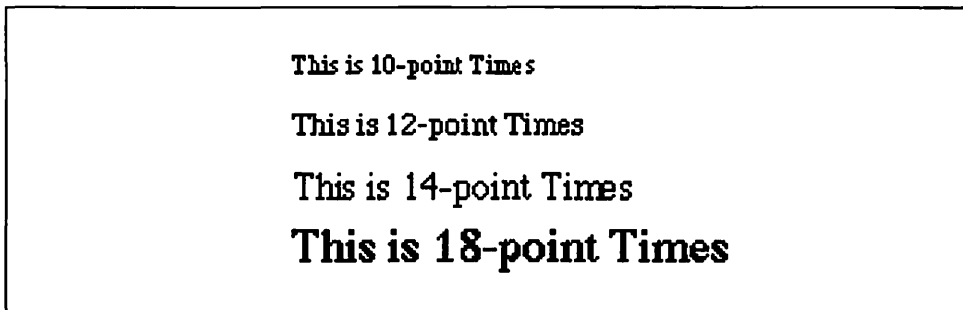 This is 10-point Times
This is 12-point Times
This is 14-point Times
This is 18-point Times